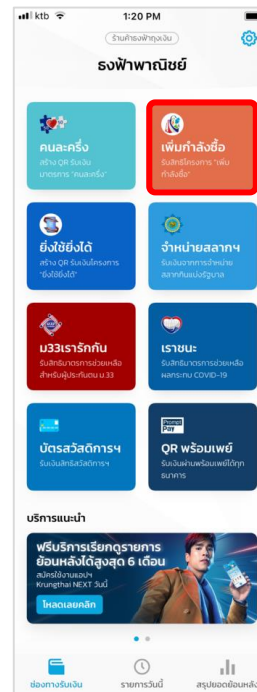 ktb
1:20 PM
ร้านค้าธงฟ้าถุงเงิน
ธงฟ้าพาณิชย์
คนละครึ่ง
สร้าง QR รับเงิน
มาตรการ "คนละครึ่ง"
เพิ่มกำลังซื้อ
รับสิทธิโครงการ "เพิ่ม
กำลังซื้อ"
ยิ่งใช้ยิ่งได้
สร้าง QR รับเงินโครงการ
"ยิ่งใช้ยิ่งได้"
จำหน่ายสลากฯ
รับเงินจากการจำหน่าย
สลากกินแบ่งรัฐบาล
ม33เรารักกัน
รับสิทธิมาตรการช่วยเหลือ
สำหรับผู้ประกันตน ม.33
เราชนะ
รับสิทธิมาตรการช่วยเหลือ
ผลกระทบ COVID-19
บัตรสวัสดิการฯ
รับเงินสิทธิสวัสดิการฯ
Prompt
Pay
QR พร้อมเพย์
รับเงินผ่านพร้อมเพย์ได้ทุก
ธนาคาร
บริการแนะนำ
ฟรีบริการเรียกดูรายการ
ย้อนหลังได้สูงสุด 6 เดือน
สมัครใช้งานแอปฯ
Krungthai NEXT วันนี้
โหลดเลยคลิก
ช่องทางรับเงิน
รายการวันนี้
สรุปยอดย้อนหลัง